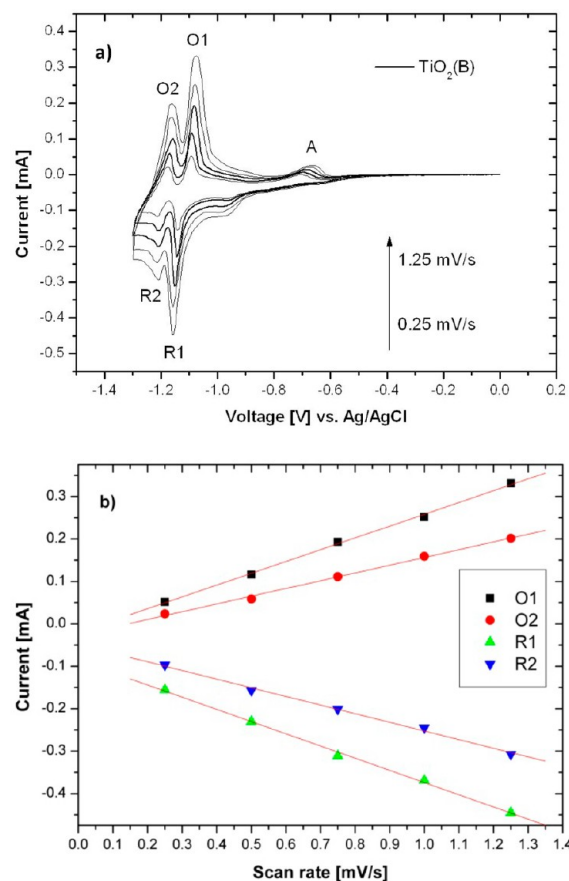 a)
O1
O2
TiO₂(B)
A
R2
R1
1.25 mV/s
0.25 mV/s
0.5
0.4
0.3
0.2
0.1
0.0
-0.1
-0.2
-0.3
-0.4
-0.5
Current [mA]
-1.4 -1.2 -1.0 -0.8 -0.6 -0.4 -0.2 0.0 0.2
Voltage [V] vs. Ag/AgCl
b)
O1
O2
R1
R2
0.3
0.2
0.1
0.0
-0.1
-0.2
-0.3
-0.4
Current [mA]
0.0 0.1 0.2 0.3 0.4 0.5 0.6 0.7 0.8 0.9 1.0 1.1 1.2 1.3 1.4
Scan rate [mV/s]